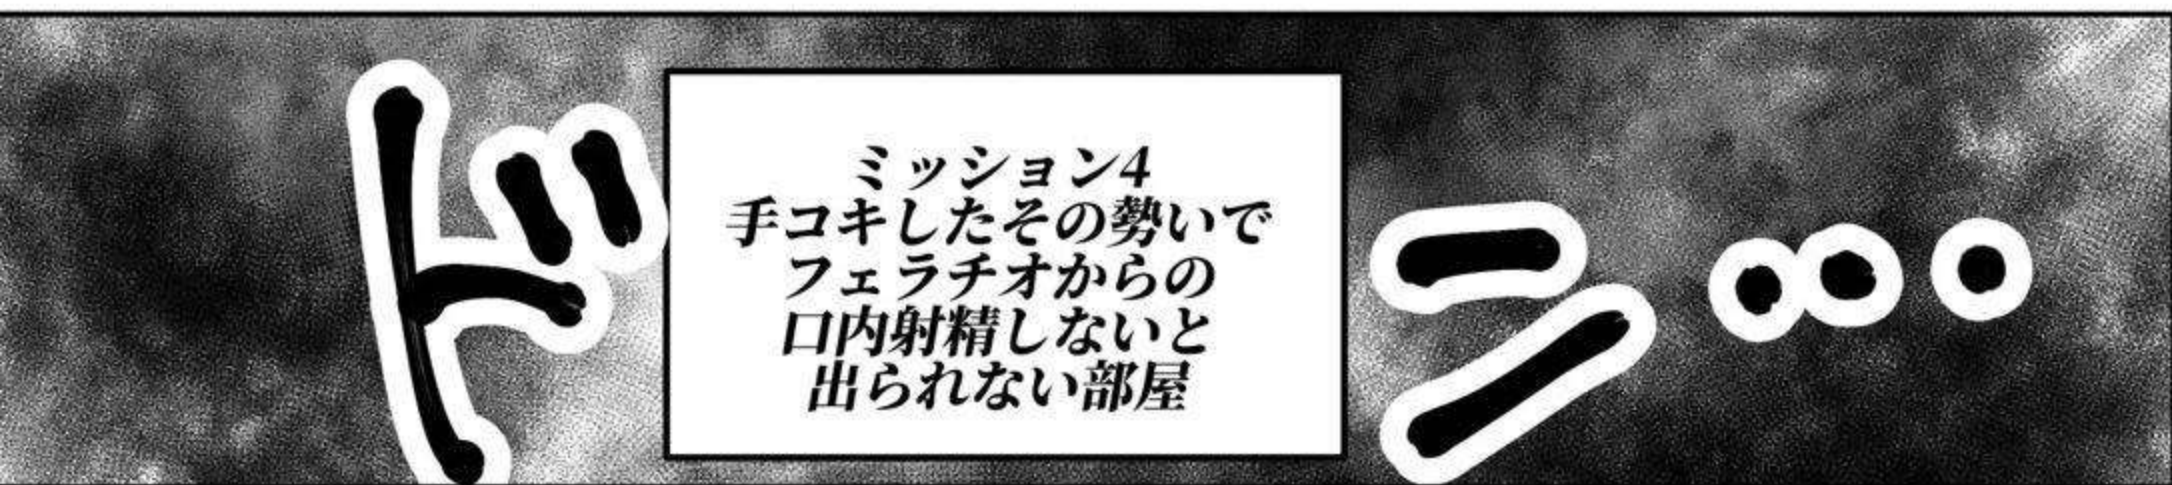 ミッション4
手コキしたその勢いで
フェラチオからの
口内射精しないと
出られない部屋
ドン…